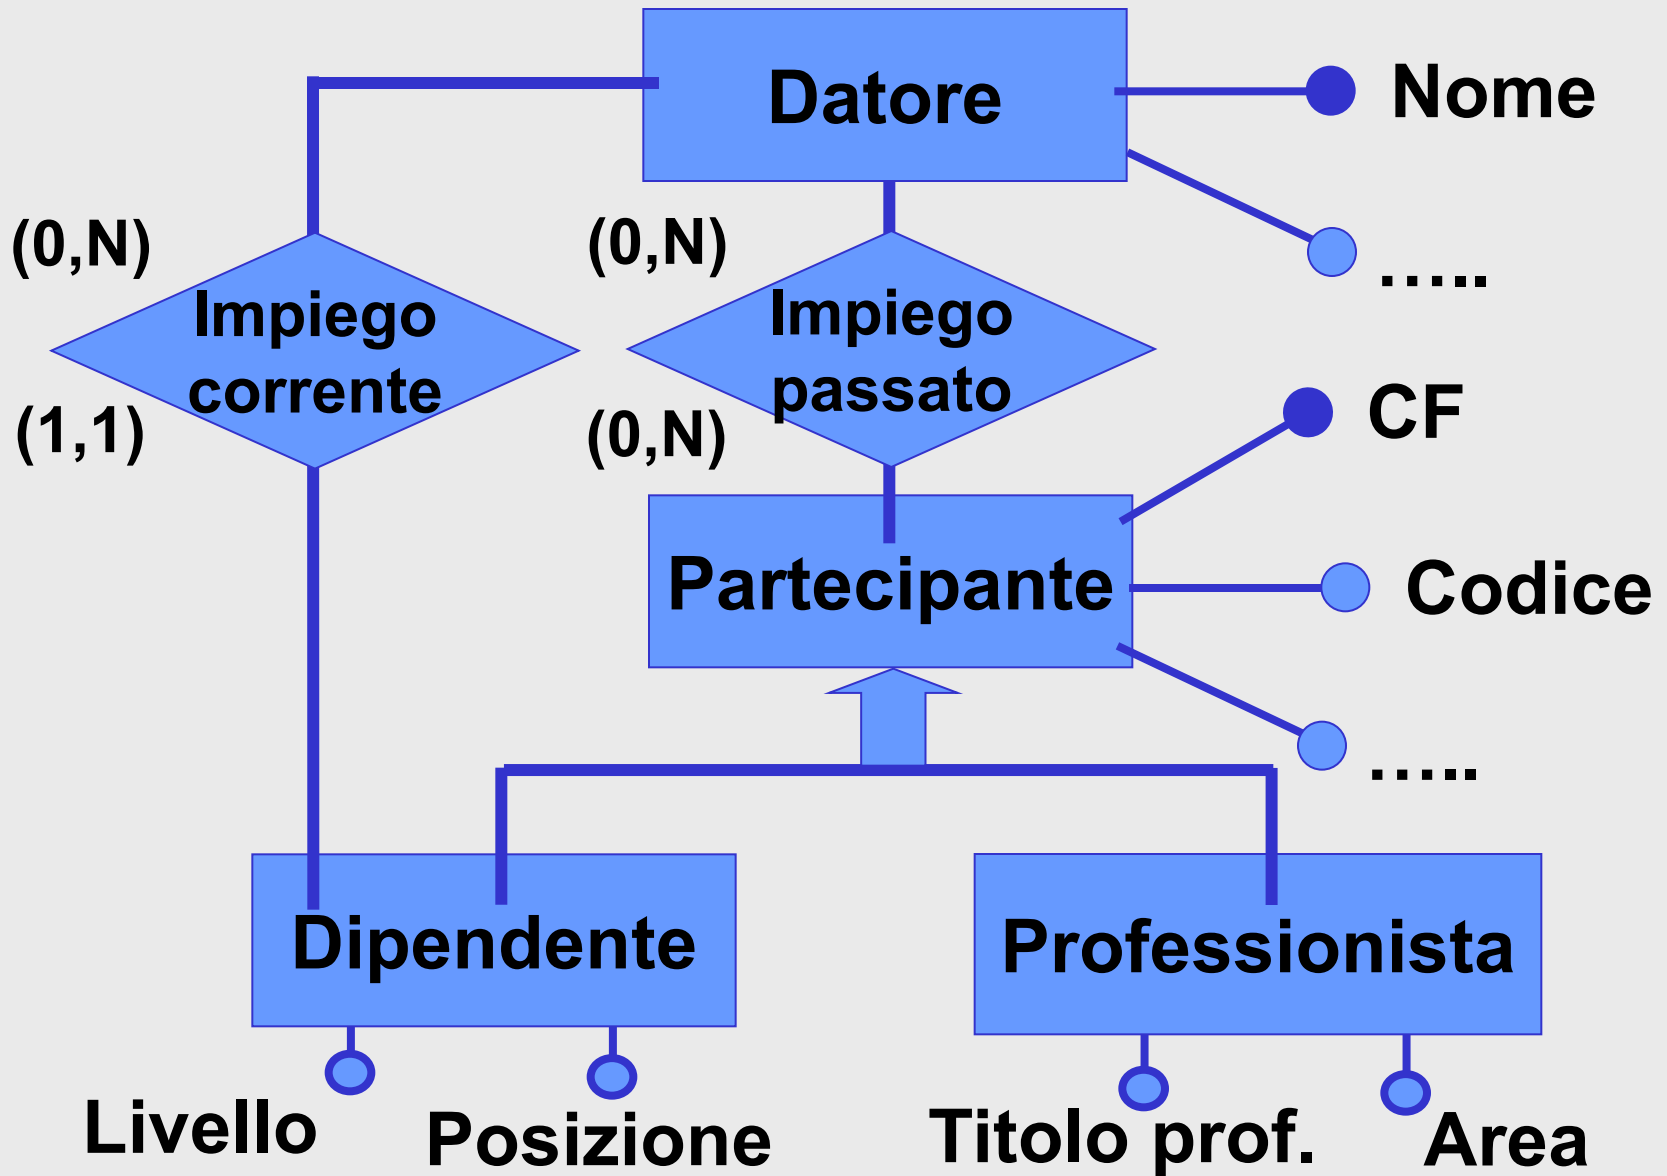 Datore
Nome
(0,N)
(0,N)
…..
Impiego
corrente
Impiego
passato
(1,1)
(0,N)
CF
Partecipante
Codice
…..
Dipendente
Professionista
Livello
Posizione
Titolo prof.
Area